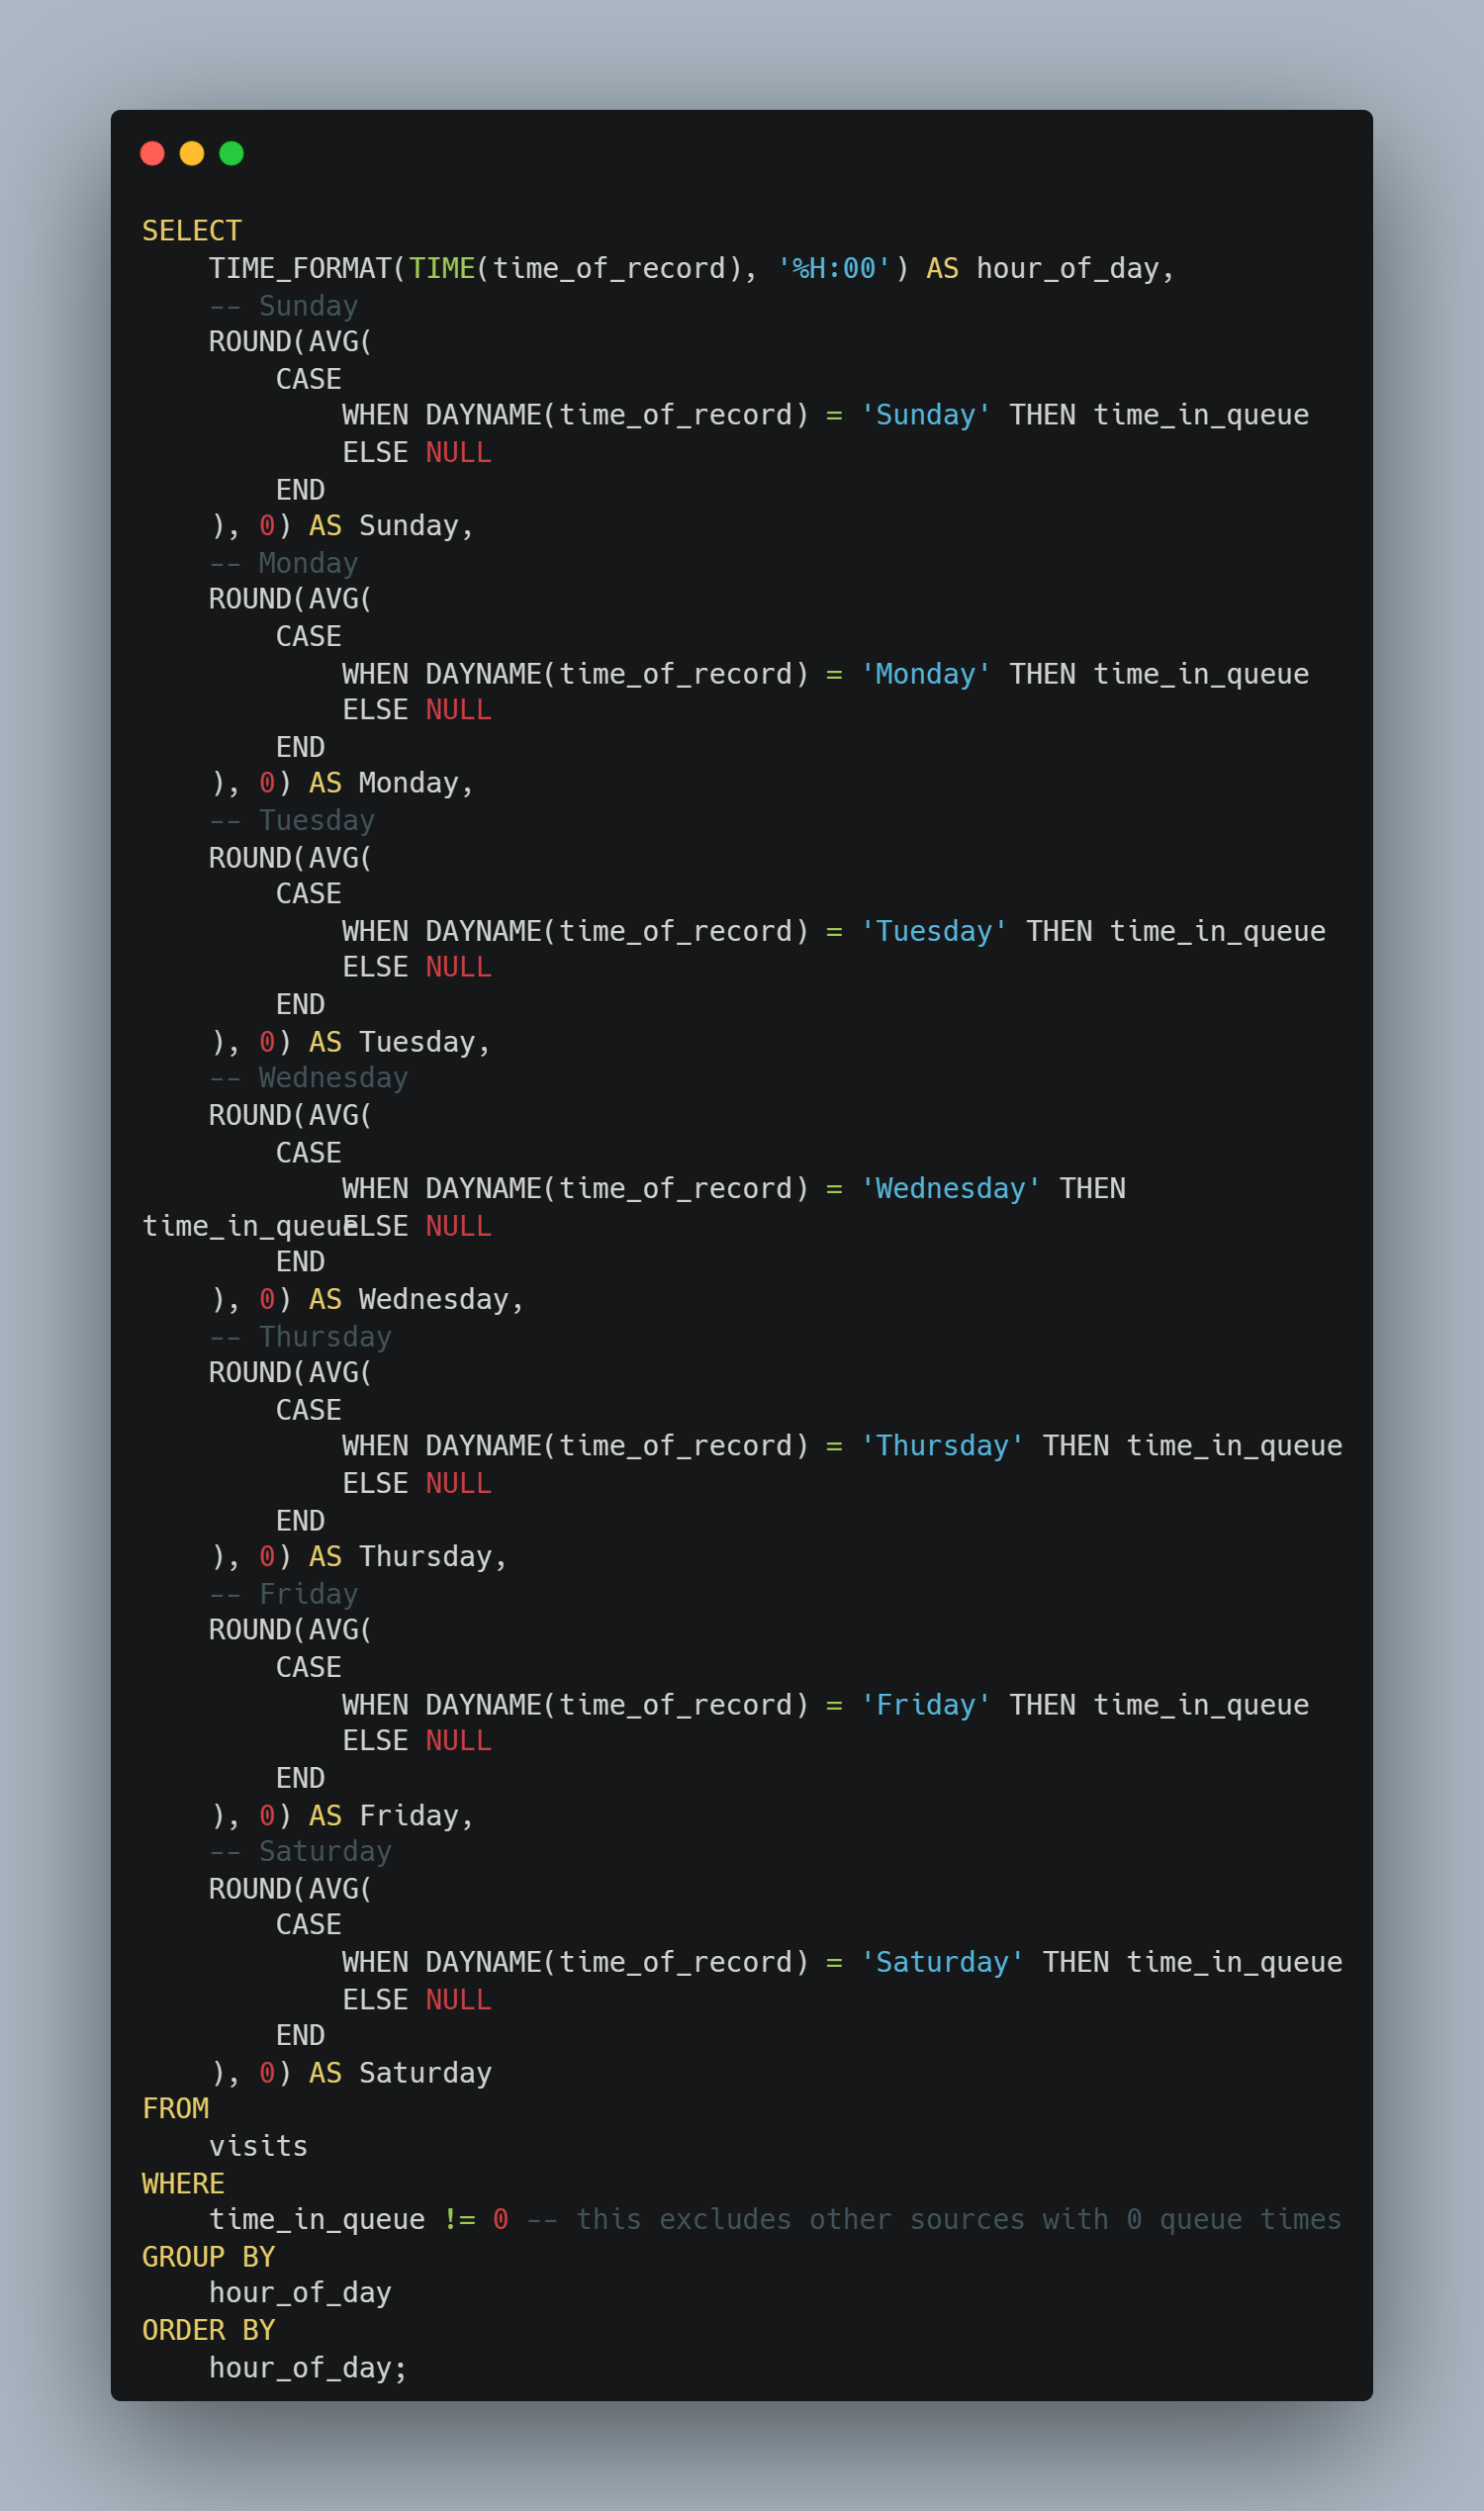 SELECT
    TIME_FORMAT(TIME(time_of_record), '%H:00') AS hour_of_day,
    -- Sunday
    ROUND(AVG(
        CASE
            WHEN DAYNAME(time_of_record) = 'Sunday' THEN time_in_queue
            ELSE NULL
        END
    ), 0) AS Sunday,
    -- Monday
    ROUND(AVG(
        CASE
            WHEN DAYNAME(time_of_record) = 'Monday' THEN time_in_queue
            ELSE NULL
        END
    ), 0) AS Monday,
    -- Tuesday
    ROUND(AVG(
        CASE
            WHEN DAYNAME(time_of_record) = 'Tuesday' THEN time_in_queue
            ELSE NULL
        END
    ), 0) AS Tuesday,
    -- Wednesday
    ROUND(AVG(
        CASE
            WHEN DAYNAME(time_of_record) = 'Wednesday' THEN
time_in_queue
            ELSE NULL
        END
    ), 0) AS Wednesday,
    -- Thursday
    ROUND(AVG(
        CASE
            WHEN DAYNAME(time_of_record) = 'Thursday' THEN time_in_queue
            ELSE NULL
        END
    ), 0) AS Thursday,
    -- Friday
    ROUND(AVG(
        CASE
            WHEN DAYNAME(time_of_record) = 'Friday' THEN time_in_queue
            ELSE NULL
        END
    ), 0) AS Friday,
    -- Saturday
    ROUND(AVG(
        CASE
            WHEN DAYNAME(time_of_record) = 'Saturday' THEN time_in_queue
            ELSE NULL
        END
    ), 0) AS Saturday
FROM
    visits
WHERE
    time_in_queue != 0 -- this excludes other sources with 0 queue times
GROUP BY
    hour_of_day
ORDER BY
    hour_of_day;